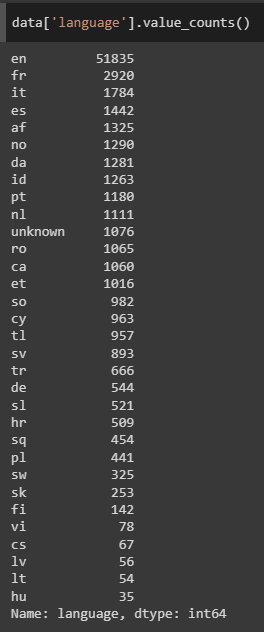 data['language'].value_counts()
en 51835
fr 2920
it 1784
es 1442
af 1325
no 1290
da 1281
id 1263
pt 1180
nl 1111
unknown 1076
ro 1065
ca 1060
et 1016
so 982
cy 963
tl 957
sv 893
tr 666
de 544
sl 521
hr 509
sq 454
pl 441
sw 325
sk 253
fi 142
vi 78
cs 67
lv 56
lt 54
hu 35
Name: language, dtype: int64